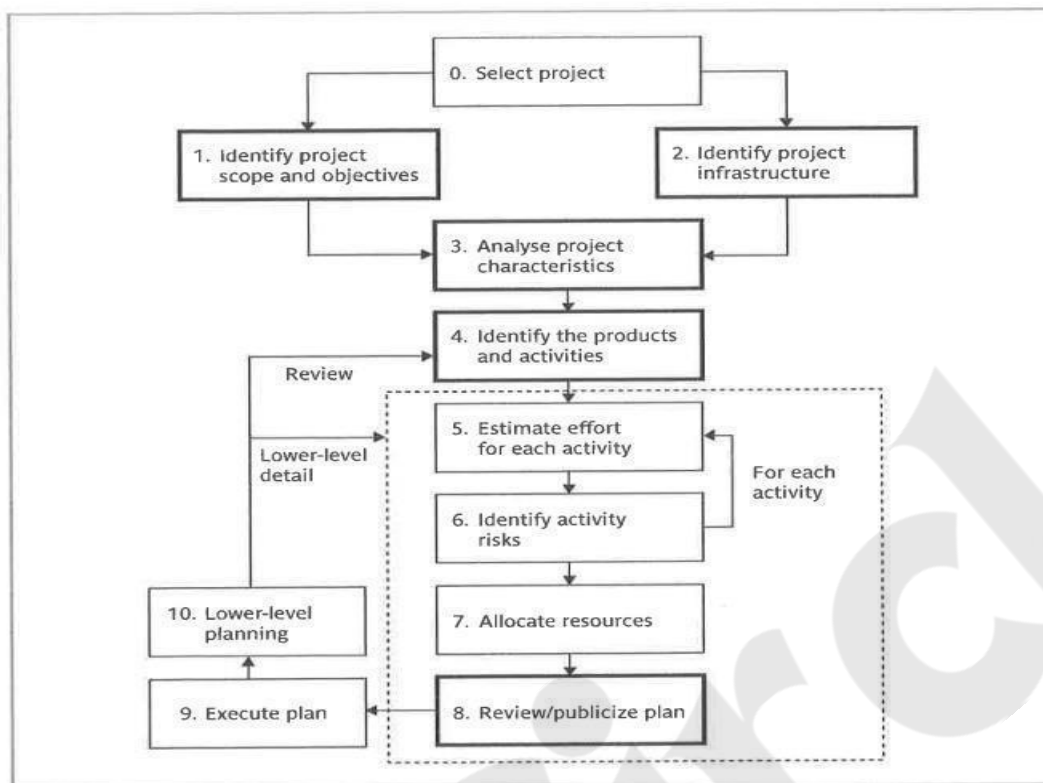 0. Select project
1. Identify project
scope and objectives
2. Identify project
infrastructure
3. Analyse project
characteristics
4. Identify the products
and activities
Review
5. Estimate effort
for each activity
Lower-level
detail
For each
activity
6. Identify activity
risks
10. Lower-level
planning
7. Allocate resources
9. Execute plan
8. Review/publicize plan